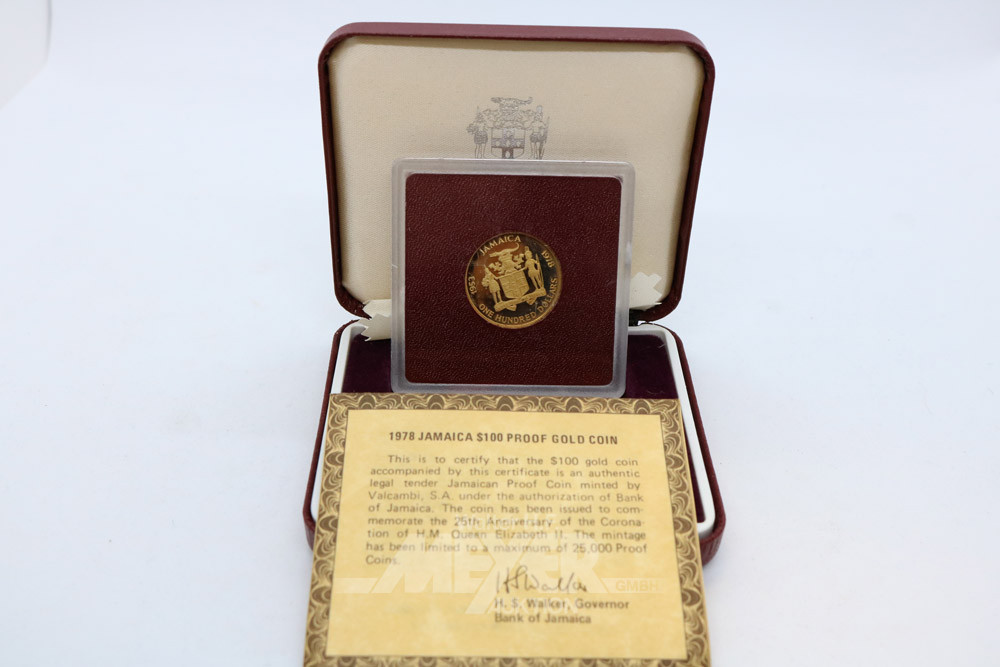 JAMAICA
1953
1978
ONE HUNDRED DOLLARS
1978 JAMAICA $100 PROOF GOLD COIN
This is to certify that the $100 gold coin
accompanied by this certificate is an authentic
legal tender Jamaican Proof Coin minted by
Valcambi, S.A. under the authorization of Bank
of Jamaica. The coin has been issued to com-
memorate the 25th Anniversary of the Corona-
tion of H.M. Queen Elizabeth II. The mintage
has been limited to a maximum of 25,000 Proof
Coins.
MEYER
GMBH
H S Walker
H. S. Walker, Governor
Bank of Jamaica